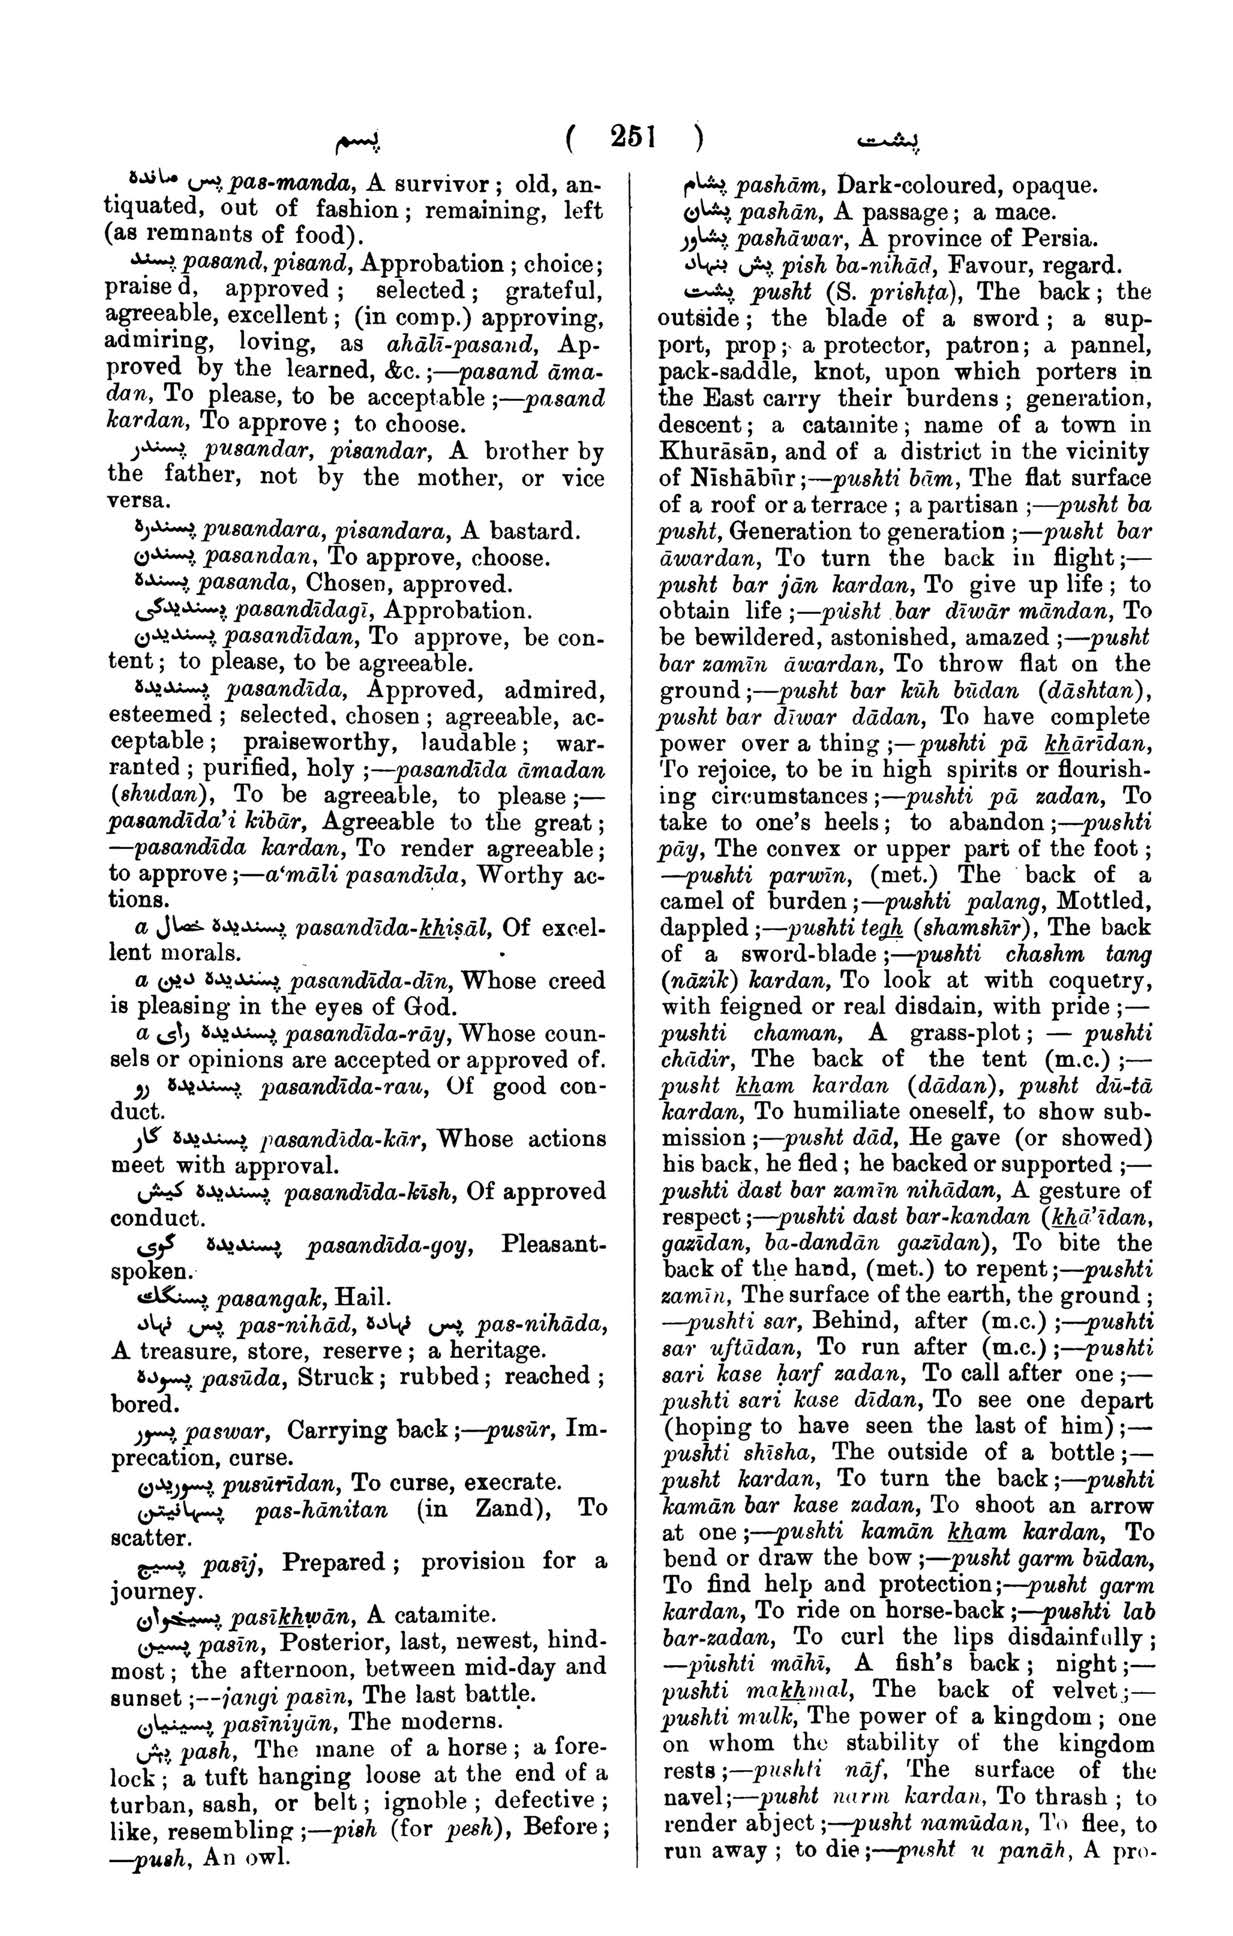 پسم ( 251 ) پشت
پس مانده pas-manda, A survivor; old, an-
tiquated, out of fashion; remaining, left
(as remnants of food).
پسند pasand, pisand, Approbation; choice;
praised, approved; selected; grateful,
agreeable, excellent; (in comp.) approving,
admiring, loving, as ahālī-pasand, Ap-
proved by the learned, &c.;—pasand āma-
dan, To please, to be acceptable;—pasand
kardan, To approve; to choose.
پسندر pusandar, pisandar, A brother by
the father, not by the mother, or vice
versa.
پسندره pusandara, pisandara, A bastard.
پسندن pasandan, To approve, choose.
پسنده pasanda, Chosen, approved.
پسندیدگی pasandīdagī, Approbation.
پسندیدن pasandīdan, To approve, be con-
tent; to please, to be agreeable.
پسندیده pasandīda, Approved, admired,
esteemed; selected, chosen; agreeable, ac-
ceptable; praiseworthy, laudable; war-
ranted; purified, holy;—pasandīda āmadan
(shudan), To be agreeable, to please;—
pasandīda'i kibār, Agreeable to the great;
—pasandīda kardan, To render agreeable;
to approve;—a‘māli pasandīda, Worthy ac-
tions.
a پسندیده خصال pasandīda-khiṣāl, Of excel-
lent morals.
a پسندیده دین pasandīda-dīn, Whose creed
is pleasing in the eyes of God.
a پسندیده رای pasandīda-rāy, Whose coun-
sels or opinions are accepted or approved of.
پسندیده رو pasandīda-rau, Of good con-
duct.
پسندیده کار pasandīda-kār, Whose actions
meet with approval.
پسندیده کیش pasandīda-kīsh, Of approved
conduct.
پسندیده گوی pasandīda-goy, Pleasant-
spoken.
پسنگك pasangak, Hail.
پس نهاد pas-nihād, پس نهاده pas-nihāda,
A treasure, store, reserve; a heritage.
پسوده pasūda, Struck; rubbed; reached;
bored.
پسور paswar, Carrying back;—pusūr, Im-
precation, curse.
پسوریدن pusūrīdan, To curse, execrate.
پسهانیتن pas-hānitan (in Zand), To
scatter.
پسیج pasīj, Prepared; provision for a
journey.
پسیخوان pasīkhẉān, A catamite.
پسین pasīn, Posterior, last, newest, hind-
most; the afternoon, between mid-day and
sunset;—jangi pasīn, The last battle.
پسینیان pasīniyān, The moderns.
پش pash, The mane of a horse; a fore-
lock; a tuft hanging loose at the end of a
turban, sash, or belt; ignoble; defective;
like, resembling;—pish (for pesh), Before;
—push, An owl.
پشام pashām, Dark-coloured, opaque.
پشان pashān, A passage; a mace.
پشاور pashāwar, A province of Persia.
پش بنهاد pish ba-nihād, Favour, regard.
پشت pusht (S. prishṭa), The back; the
outside; the blade of a sword; a sup-
port, prop; a protector, patron; a pannel,
pack-saddle, knot, upon which porters in
the East carry their burdens; generation,
descent; a catamite; name of a town in
Khurāsān, and of a district in the vicinity
of Nīshābūr;—pushti bām, The flat surface
of a roof or a terrace; a partisan;—pusht ba
pusht, Generation to generation;—pusht bar
āwardan, To turn the back in flight;—
pusht bar jān kardan, To give up life; to
obtain life;—pusht bar dīwār māndan, To
be bewildered, astonished, amazed;—pusht
bar zamīn āwardan, To throw flat on the
ground;—pusht bar kūh būdan (dāshtan),
pusht bar dīwar dādan, To have complete
power over a thing;—pushti pā khārīdan,
To rejoice, to be in high spirits or flourish-
ing circumstances;—pushti pā zadan, To
take to one's heels; to abandon;—pushti
pāy, The convex or upper part of the foot;
—pushti parwīn, (met.) The back of a
camel of burden;—pushti palang, Mottled,
dappled;—pushti tegh (shamshīr), The back
of a sword-blade;—pushti chashm tang
(nāzik) kardan, To look at with coquetry,
with feigned or real disdain, with pride;—
pushti chaman, A grass-plot; — pushti
chādir, The back of the tent (m.c.);—
pusht kham kardan (dādan), pusht dū-tā
kardan, To humiliate oneself, to show sub-
mission;—pusht dād, He gave (or showed)
his back, he fled; he backed or supported;—
pushti dast bar zamīn nihādan, A gesture of
respect;—pushti dast bar-kandan (khā'īdan,
gazīdan, ba-dandān gazīdan), To bite the
back of the hand, (met.) to repent;—pushti
zamīn, The surface of the earth, the ground;
—pushti sar, Behind, after (m.c.);—pushti
sar uftādan, To run after (m.c.);—pushti
sari kase ḥarf zadan, To call after one;—
pushti sari kase dīdan, To see one depart
(hoping to have seen the last of him);—
pushti shīsha, The outside of a bottle;—
pusht kardan, To turn the back;—pushti
kamān bar kase zadan, To shoot an arrow
at one;—pushti kamān kham kardan, To
bend or draw the bow;—pusht garm būdan,
To find help and protection;—pusht garm
kardan, To ride on horse-back;—pushti lab
bar-zadan, To curl the lips disdainfully;
—pushti māhī, A fish's back; night;—
pushti makhmal, The back of velvet;—
pushti mulk, The power of a kingdom; one
on whom the stability of the kingdom
rests;—pushti nāf, The surface of the
navel;—pusht narm kardan, To thrash; to
render abject;—pusht namūdan, To flee, to
run away; to die;—pusht u panāh, A pro-